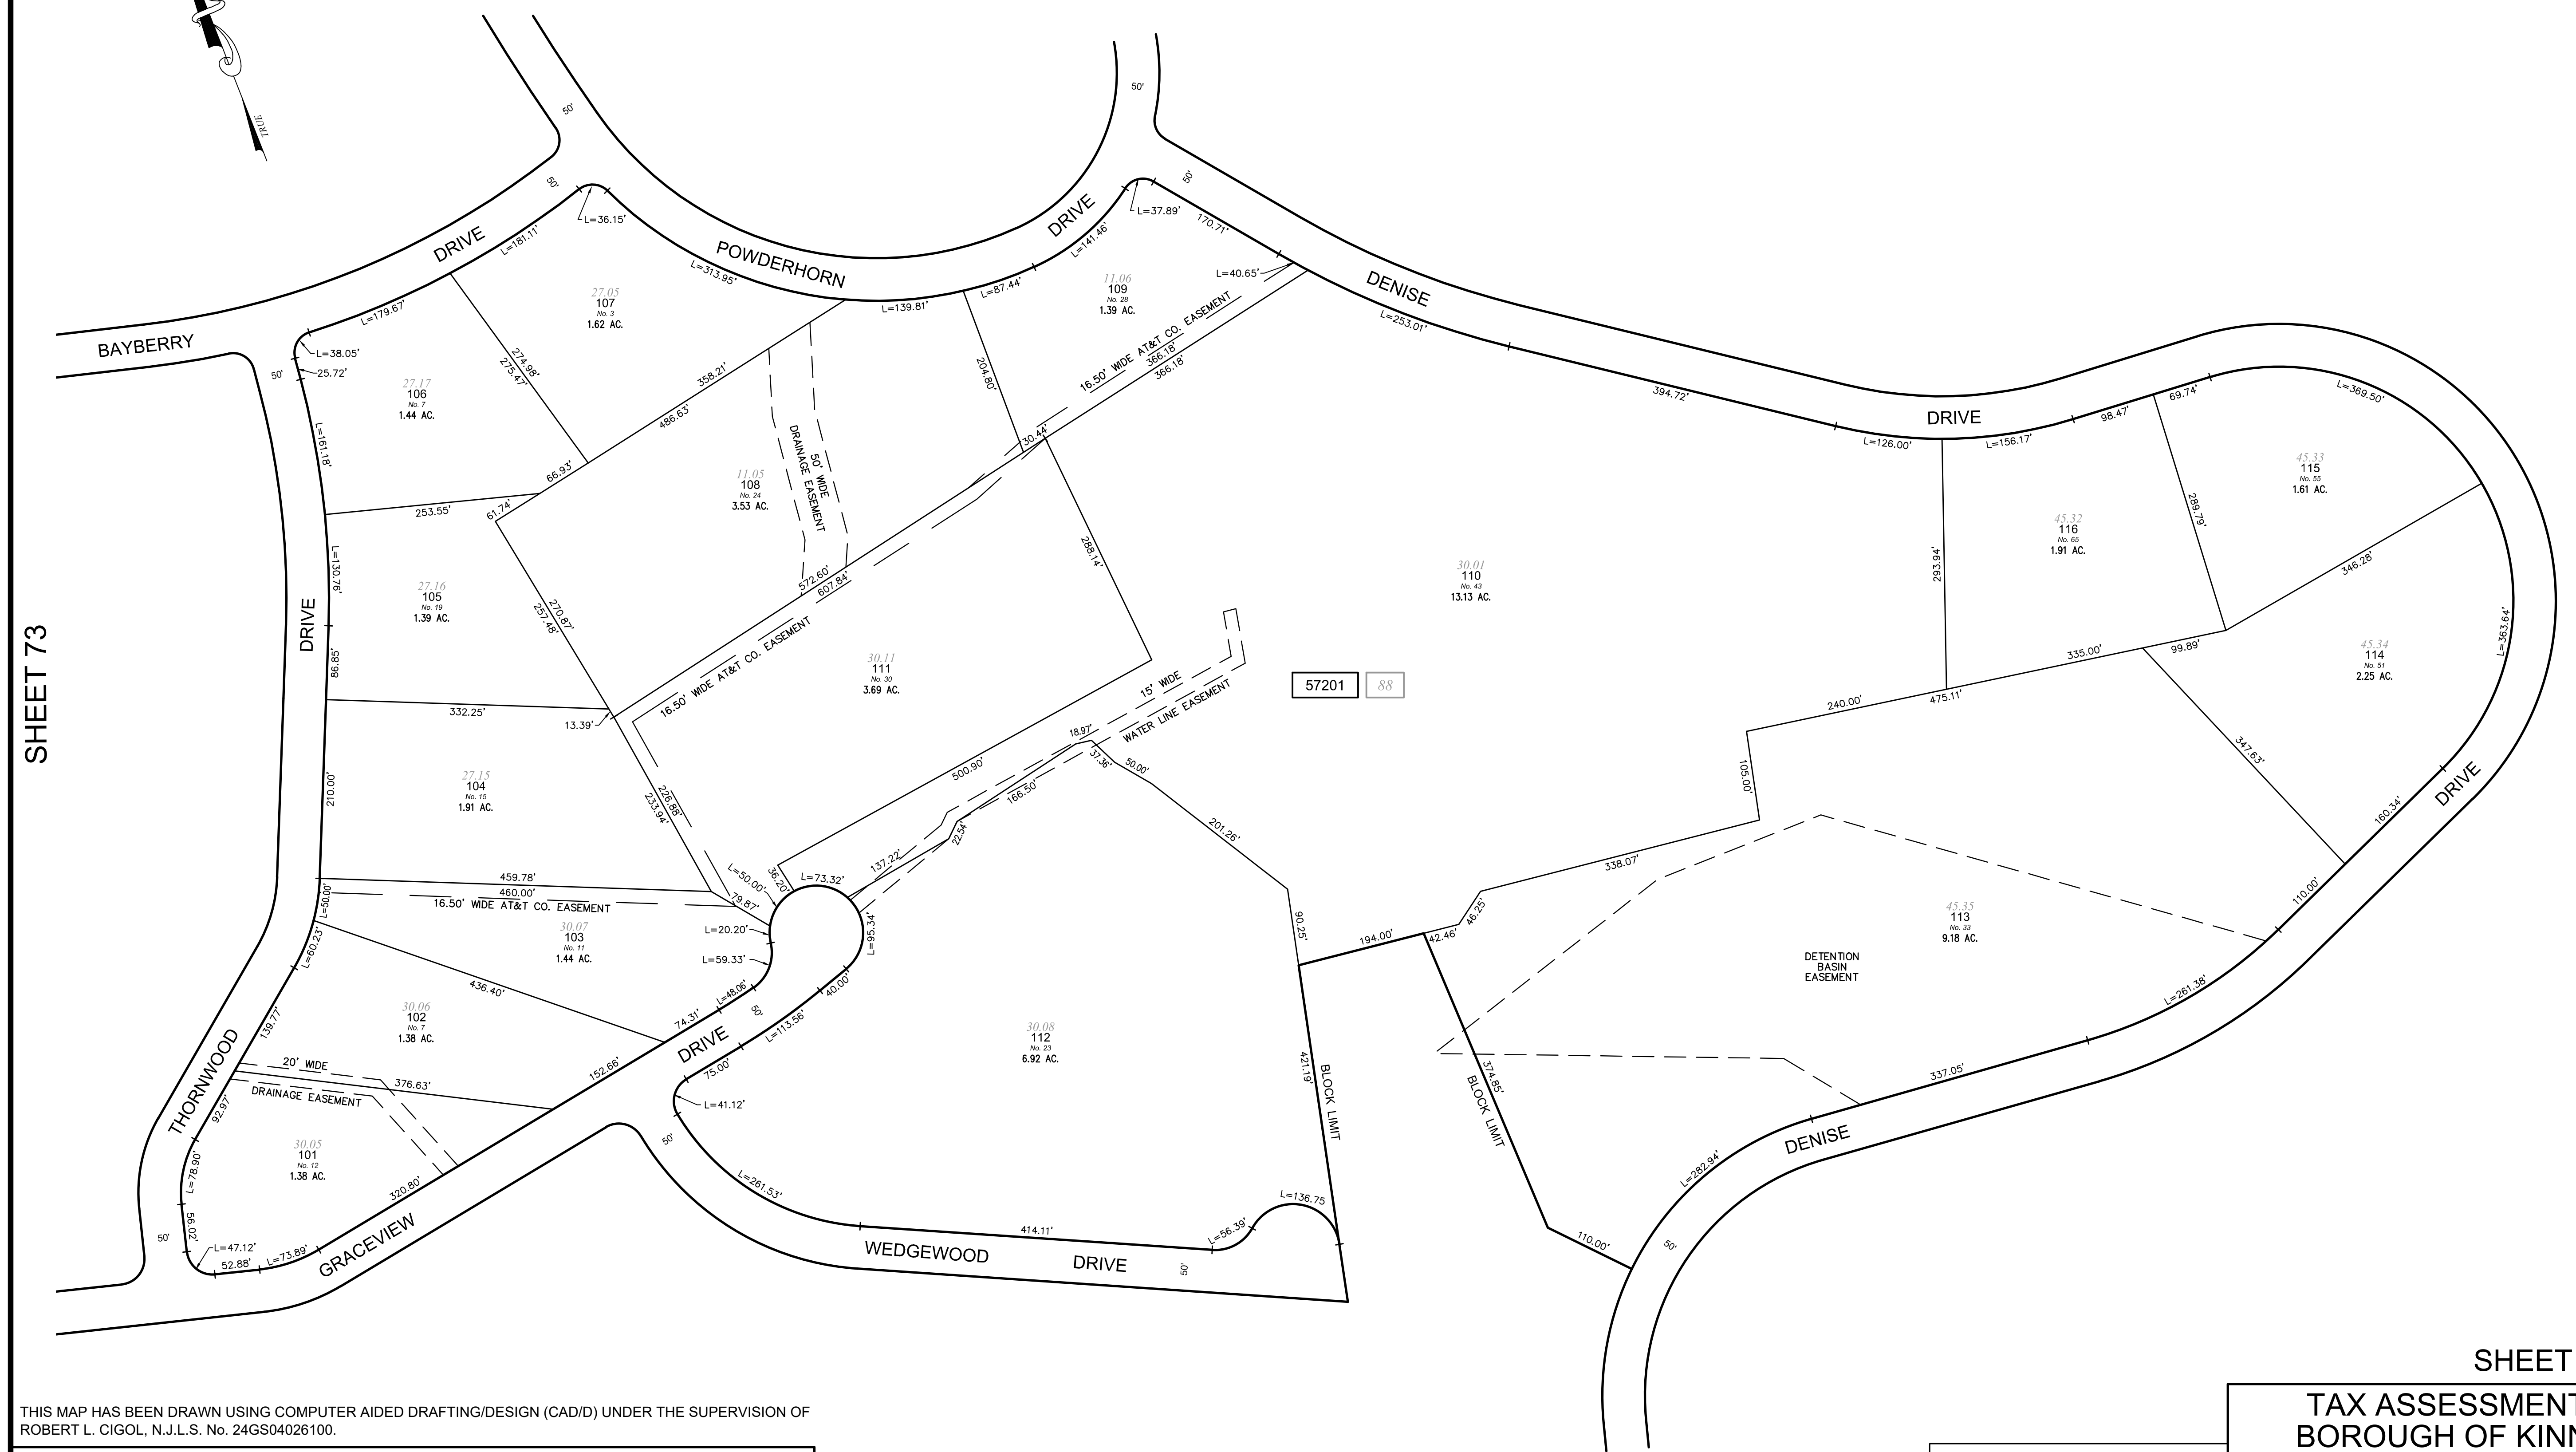 TRUE
50'
50'
50'
50'
BAYBERRY
DRIVE
L=181.11'
L=36.15'
L=179.67'
POWDERHORN
DRIVE
L=313.95'
L=139.81'
L=87.44'
L=141.46'
L=37.89'
170.71'
L=40.65'
DENISE
L=253.01'
394.72'
L=126.00'
DRIVE
L=156.17'
98.47'
69.74'
L=369.50'
L=38.05'
25.72'
50'
27.17
106
No. 7
1.44 AC.
27.05
107
No. 3
1.62 AC.
274.98'
275.47'
358.21'
486.63'
66.93'
61.74'
253.55'
L=161.18'
11.05
108
No. 24
3.53 AC.
50' WIDE
DRAINAGE EASEMENT
204.80'
11.06
109
No. 28
1.39 AC.
16.50' WIDE AT&T CO. EASEMENT
366.18'
366.18'
30.44'
572.60'
607.84'
288.14'
SHEET 73
DRIVE
L=130.76'
86.85'
27.16
105
No. 19
1.39 AC.
270.87'
257.48'
332.25'
13.39'
16.50' WIDE AT&T CO. EASEMENT
30.11
111
No. 30
3.69 AC.
500.90'
15' WIDE
WATER LINE EASEMENT
57201
88
30.01
110
No. 43
13.13 AC.
293.94'
45.32
116
No. 65
1.91 AC.
289.79'
45.33
115
No. 55
1.61 AC.
346.28'
L=363.64'
45.34
114
No. 51
2.25 AC.
335.00'
99.89'
240.00'
475.11'
105.00'
347.63'
DRIVE
160.34'
110.00'
210.00'
27.15
104
No. 15
1.91 AC.
226.88'
233.94'
459.78'
460.00'
16.50' WIDE AT&T CO. EASEMENT
79.87'
L=50.00'
36.20'
L=73.32'
137.22'
22.54'
166.50'
18.97'
37.36'
50.00'
201.26'
90.25'
L=50.00'
L=60.23'
30.07
103
No. 11
1.44 AC.
L=20.20'
L=59.33'
L=95.34'
L=48.06'
40.00'
50'
74.31'
L=113.56'
436.40'
30.06
102
No. 7
1.38 AC.
139.77'
THORNWOOD
20' WIDE
DRAINAGE EASEMENT
376.63'
92.97'
152.66'
DRIVE
75.00'
L=41.12'
50'
30.08
112
No. 23
6.92 AC.
194.00'
42.46'
46.25'
338.07'
421.19'
BLOCK LIMIT
374.85'
BLOCK LIMIT
DETENTION
BASIN
EASEMENT
45.35
113
No. 33
9.18 AC.
L=261.38'
337.05'
DENISE
L=282.94'
110.00'
50'
30.05
101
No. 12
1.38 AC.
L=78.90'
56.02'
50'
L=47.12'
52.88'
L=73.89'
320.80'
GRACEVIEW
L=261.53'
414.11'
WEDGEWOOD
DRIVE
50'
L=56.39'
L=136.75
THIS MAP HAS BEEN DRAWN USING COMPUTER AIDED DRAFTING/DESIGN (CAD/D) UNDER THE SUPERVISION OF
ROBERT L. CIGOL, N.J.L.S. No. 24GS04026100.
SHEET
TAX ASSESSMENT
BOROUGH OF KINN